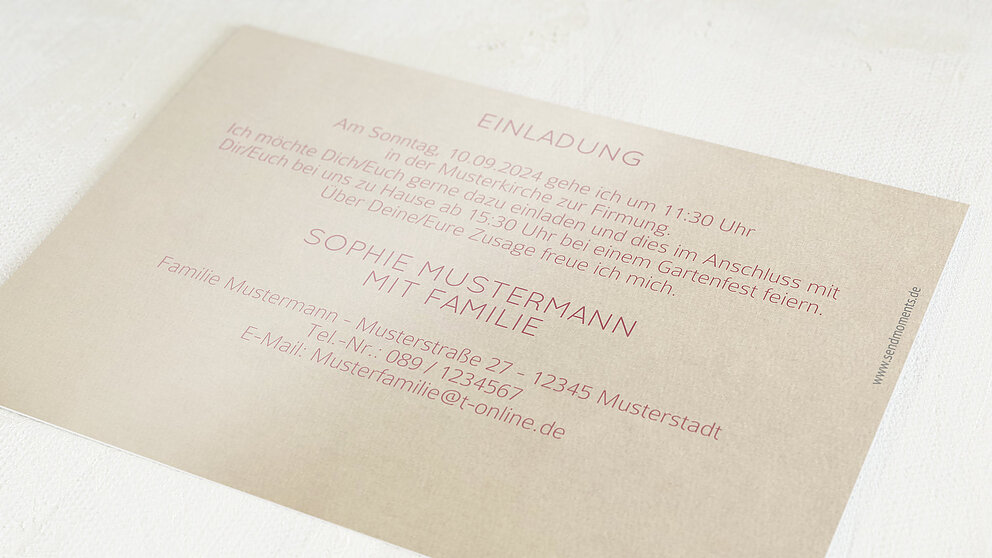 EINLADUNG
Am Sonntag, 10.09.2024 gehe ich um 11:30 Uhr
in der Musterkirche zur Firmung.
Ich möchte Dich/Euch gerne dazu einladen und dies im Anschluss mit
Dir/Euch bei uns zu Hause ab 15:30 Uhr bei einem Gartenfest feiern.
Über Deine/Eure Zusage freue ich mich.
SOPHIE MUSTERMANN
MIT FAMILIE
Familie Mustermann - Musterstraße 27 - 12345 Musterstadt
Tel.-Nr.: 089 / 1234567
E-Mail: Musterfamilie@t-online.de
www.sendmoments.de